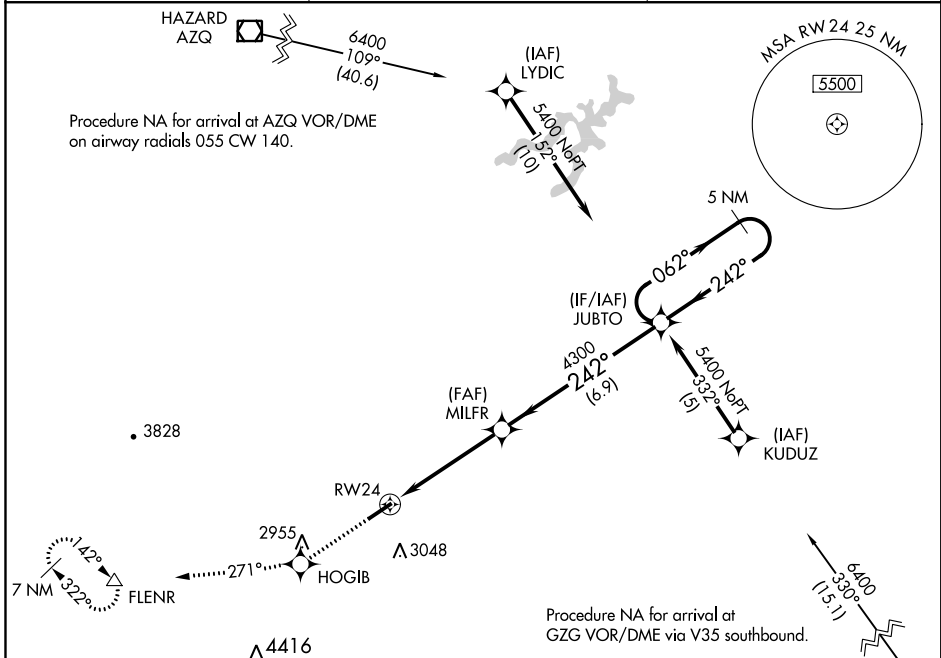 HAZARD
AZQ
6400
109°
(40.6)
(IAF)
LYDIC
MSA RW24 25 NM
5500
Procedure NA for arrival at AZQ VOR/DME
on airway radials 055 CW 140.
5400 NoPT
152°
(10)
5 NM
062°
242°
(IF/IAF)
JUBTO
4300
242°
(6.9)
5400 NoPT
332°
(5)
(FAF)
MILFR
(IAF)
KUDUZ
3828
RW24
2955
3048
142°
322°
7 NM
FLENR
271°
HOGIB
6400
330°
(15.1)
Procedure NA for arrival at
GZG VOR/DME via V35 southbound.
4416